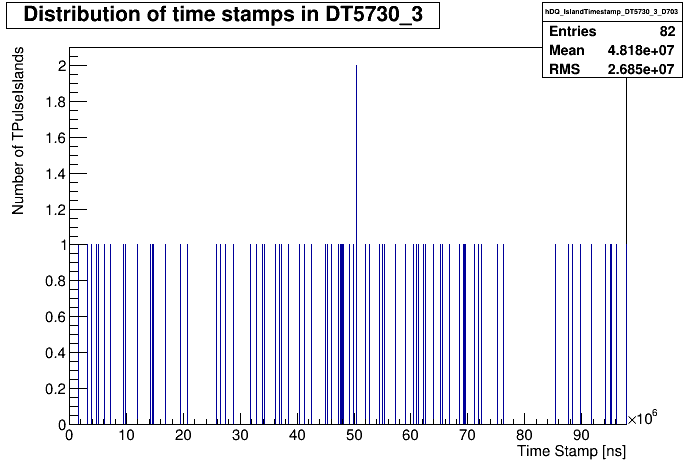 Distribution of time stamps in DT5730_3
hDQ_IslandTimestamp_DT5730_3_D703
Entries 82
Mean 4.818e+07
RMS 2.685e+07
Number of TPulseIslands
2
1.8
1.6
1.4
1.2
1
0.8
0.6
0.4
0.2
0
0 10 20 30 40 50 60 70 80 90
×10⁶
Time Stamp [ns]